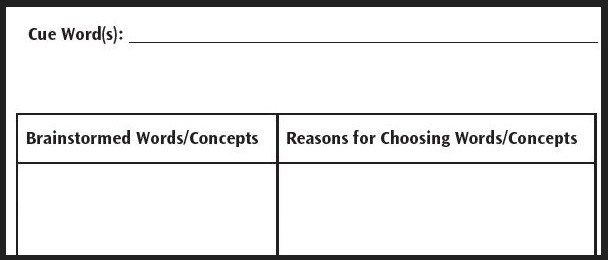 Cue Word(s):
Brainstormed Words/Concepts
Reasons for Choosing Words/Concepts